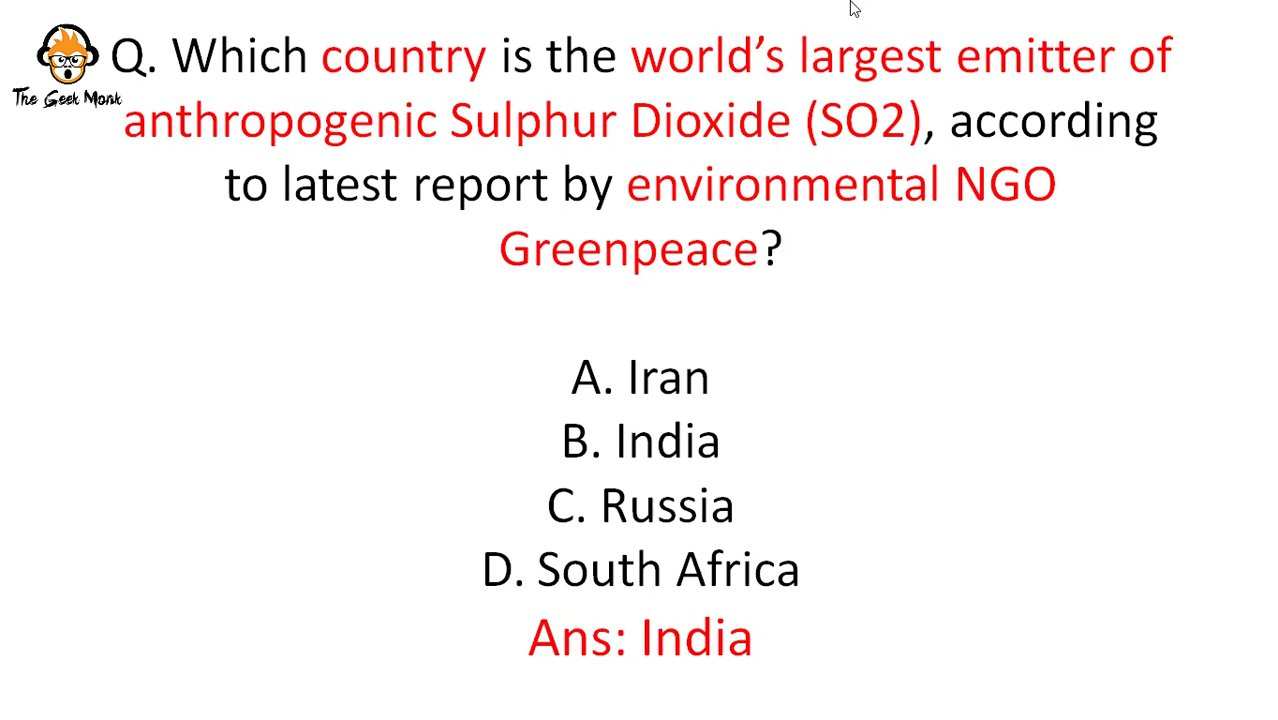 Q. Which country is the world's largest emitter of
The Geek Monk
anthropogenic Sulphur Dioxide (SO2), according
to latest report by environmental NGO
Greenpeace?
A. Iran
B. India
C. Russia
D. South Africa
Ans: India